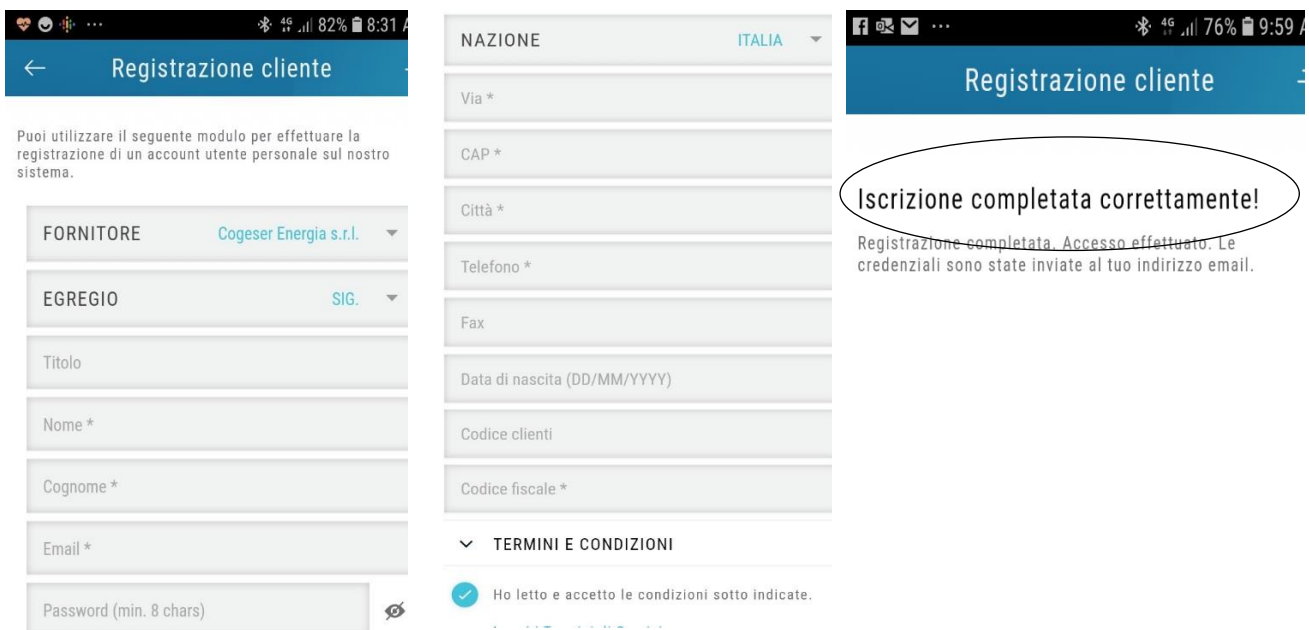 4G 82% 8:31 A
Registrazione cliente
Puoi utilizzare il seguente modulo per effettuare la
registrazione di un account utente personale sul nostro
sistema.
FORNITORE Cogeser Energia s.r.l.
EGREGIO SIG.
Titolo
Nome *
Cognome *
Email *
Password (min. 8 chars)
NAZIONE ITALIA
Via *
CAP *
Città *
Telefono *
Fax
Data di nascita (DD/MM/YYYY)
Codice clienti
Codice fiscale *
TERMINI E CONDIZIONI
Ho letto e accetto le condizioni sotto indicate.
4G 76% 9:59 A
Registrazione cliente
Iscrizione completata correttamente!
Registrazione completata. Accesso effettuato. Le
credenziali sono state inviate al tuo indirizzo email.